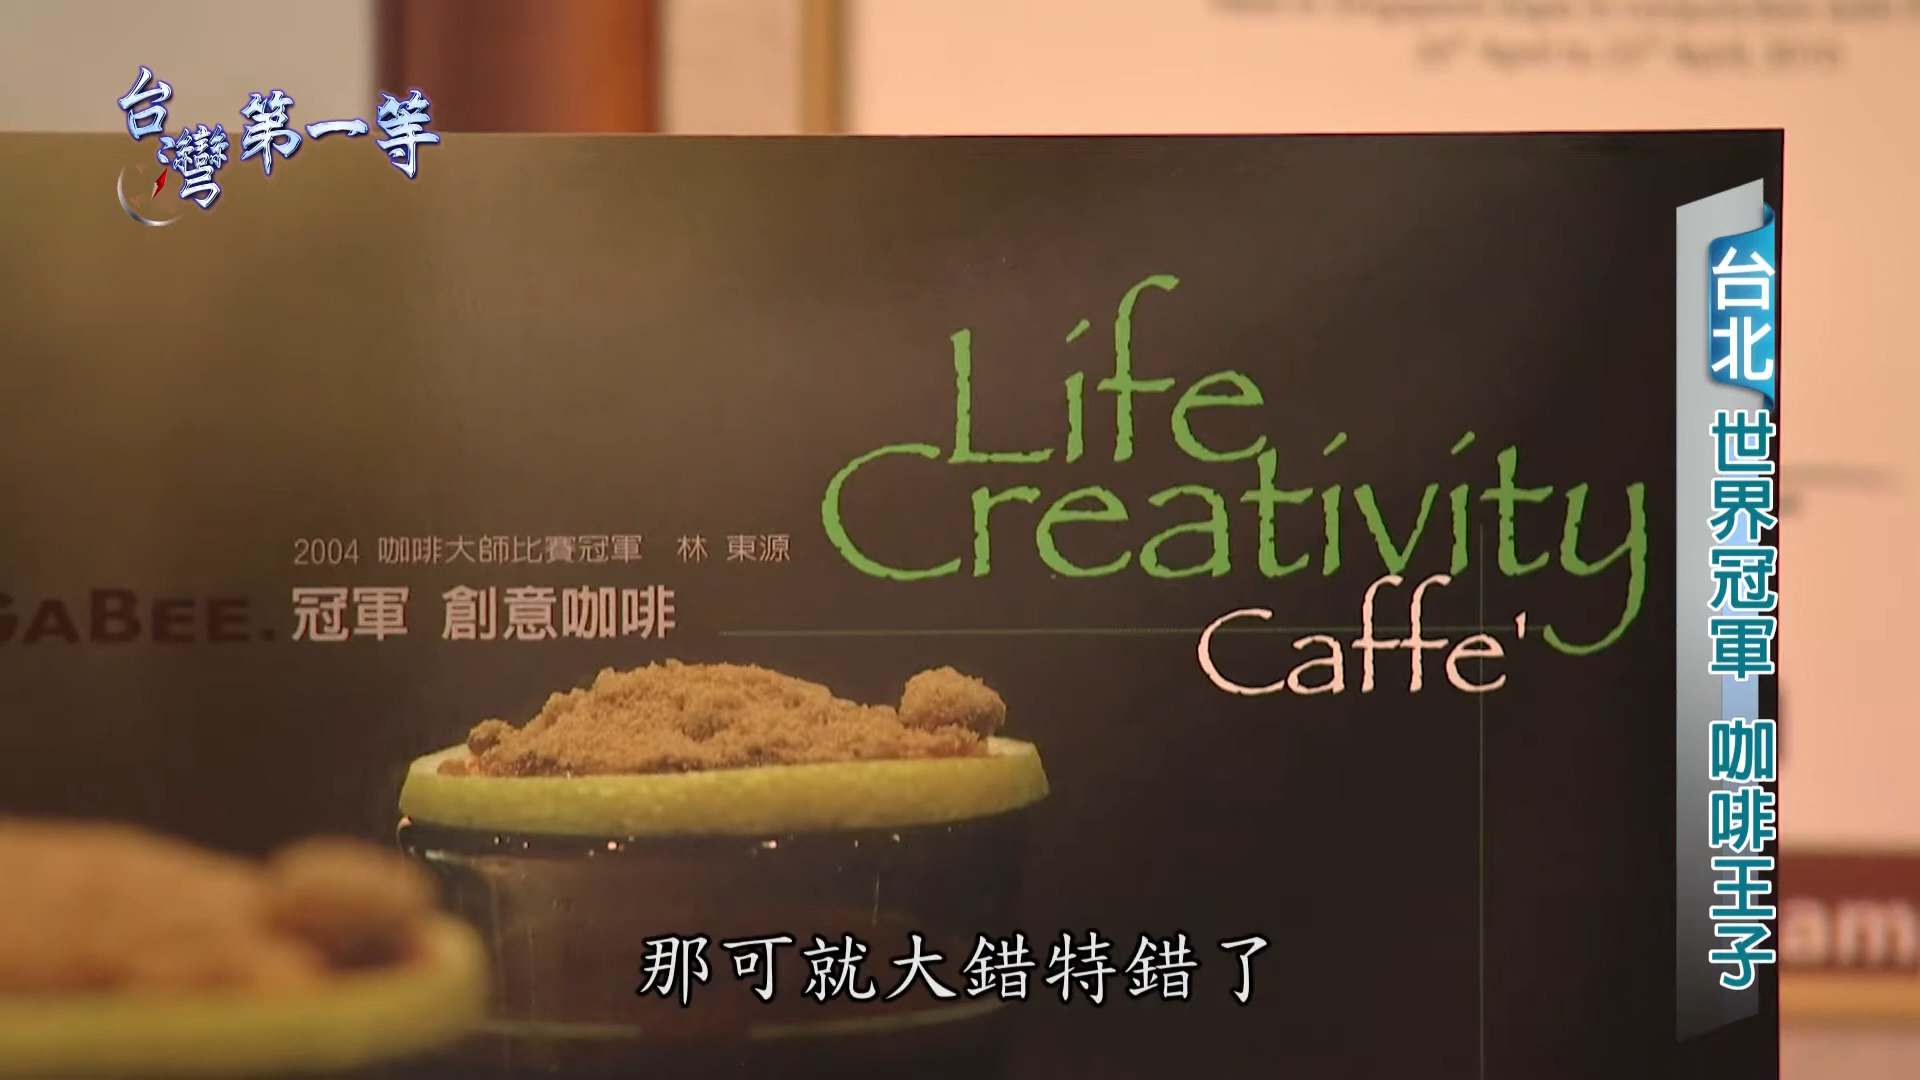 台灣第一等
Life
Creativity
Caffe'
2004 咖啡大師比賽冠軍 林 東源
GABEE. 冠軍 創意咖啡
台北 世界冠軍 咖啡王子
am
那可就大錯特錯了